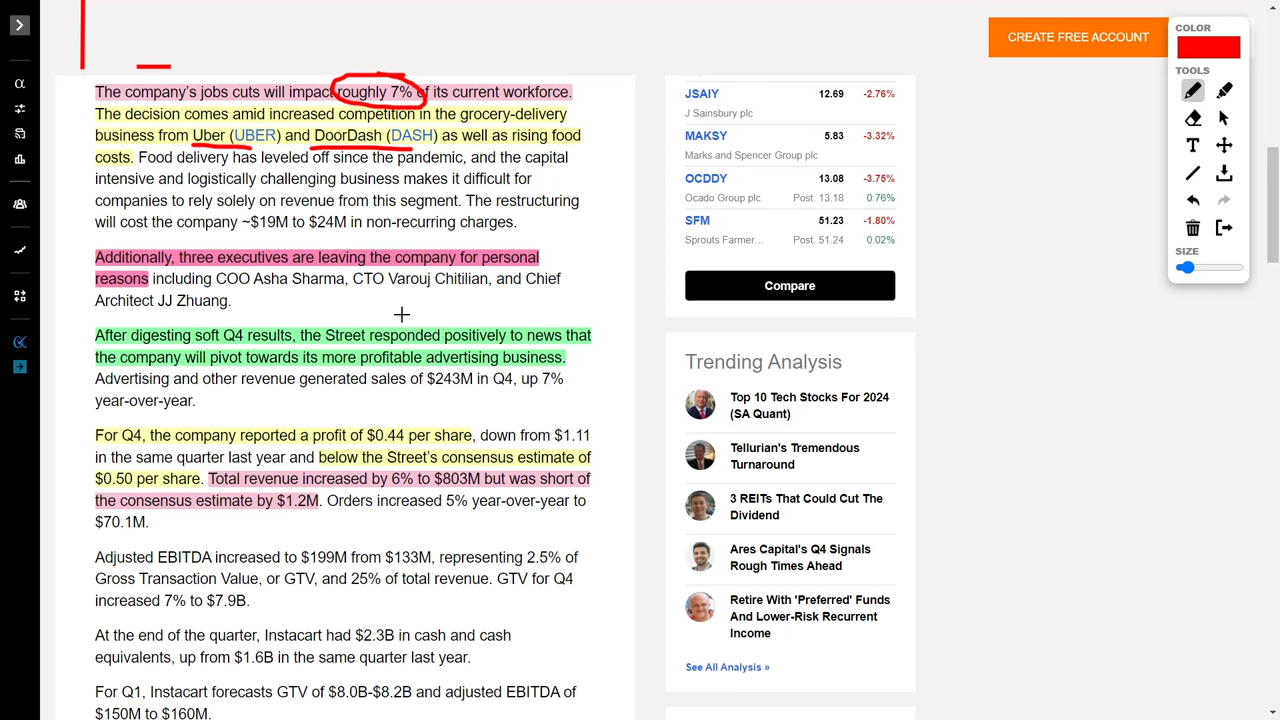 CREATE FREE ACCOUNT
The company's jobs cuts will impact roughly 7% of its current workforce.
The decision comes amid increased competition in the grocery-delivery
business from Uber (UBER) and DoorDash (DASH) as well as rising food
costs. Food delivery has leveled off since the pandemic, and the capital
intensive and logistically challenging business makes it difficult for
companies to rely solely on revenue from this segment. The restructuring
will cost the company ~$19M to $24M in non-recurring charges.
Additionally, three executives are leaving the company for personal
reasons including COO Asha Sharma, CTO Varouj Chitilian, and Chief
Architect JJ Zhuang.
After digesting soft Q4 results, the Street responded positively to news that
the company will pivot towards its more profitable advertising business.
Advertising and other revenue generated sales of $243M in Q4, up 7%
year-over-year.
For Q4, the company reported a profit of $0.44 per share, down from $1.11
in the same quarter last year and below the Street's consensus estimate of
$0.50 per share. Total revenue increased by 6% to $803M but was short of
the consensus estimate by $1.2M. Orders increased 5% year-over-year to
$70.1M.
Adjusted EBITDA increased to $199M from $133M, representing 2.5% of
Gross Transaction Value, or GTV, and 25% of total revenue. GTV for Q4
increased 7% to $7.9B.
At the end of the quarter, Instacart had $2.3B in cash and cash
equivalents, up from $1.6B in the same quarter last year.
For Q1, Instacart forecasts GTV of $8.0B-$8.2B and adjusted EBITDA of
$150M to $160M.
JSAIY 12.69 -2.76%
J Sainsbury plc
MAKSY 5.83 -3.32%
Marks and Spencer Group plc
OCDDY 13.08 -3.75%
Ocado Group plc Post. 13.18 0.76%
SFM 51.23 -1.80%
Sprouts Farmer... Post. 51.24 0.02%
Compare
Trending Analysis
Top 10 Tech Stocks For 2024
(SA Quant)
Tellurian's Tremendous
Turnaround
3 REITs That Could Cut The
Dividend
Ares Capital's Q4 Signals
Rough Times Ahead
Retire With 'Preferred' Funds
And Lower-Risk Recurrent
Income
See All Analysis »
COLOR
TOOLS
T
SIZE